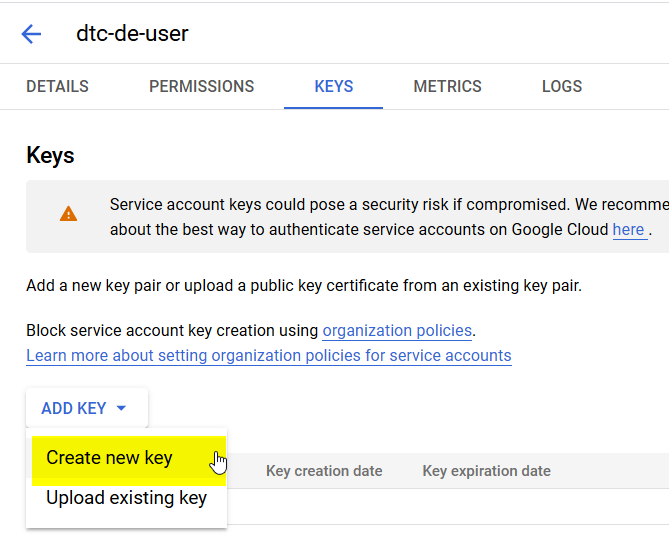 dtc-de-user
DETAILS PERMISSIONS KEYS METRICS LOGS
Keys
Service account keys could pose a security risk if compromised. We recomme
about the best way to authenticate service accounts on Google Cloud here .
Add a new key pair or upload a public key certificate from an existing key pair.
Block service account key creation using organization policies.
Learn more about setting organization policies for service accounts
ADD KEY
Create new key
Key creation date Key expiration date
Upload existing key